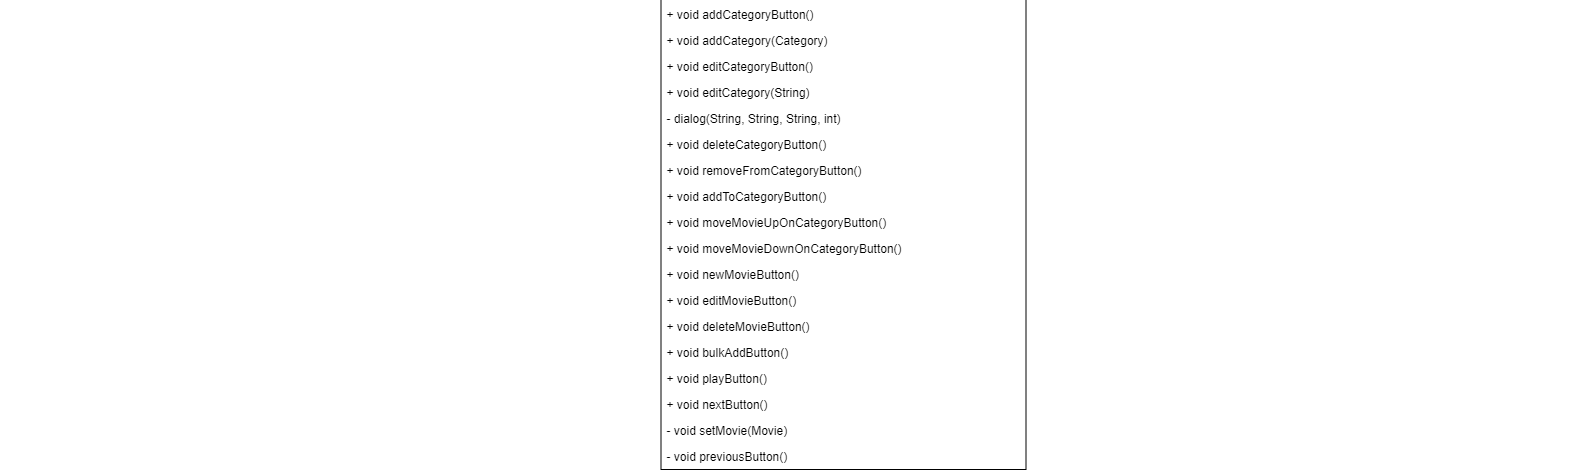 + void addCategoryButton()
+ void addCategory(Category)
+ void editCategoryButton()
+ void editCategory(String)
- dialog(String, String, String, int)
+ void deleteCategoryButton()
+ void removeFromCategoryButton()
+ void addToCategoryButton()
+ void moveMovieUpOnCategoryButton()
+ void moveMovieDownOnCategoryButton()
+ void newMovieButton()
+ void editMovieButton()
+ void deleteMovieButton()
+ void bulkAddButton()
+ void playButton()
+ void nextButton()
- void setMovie(Movie)
- void previousButton()